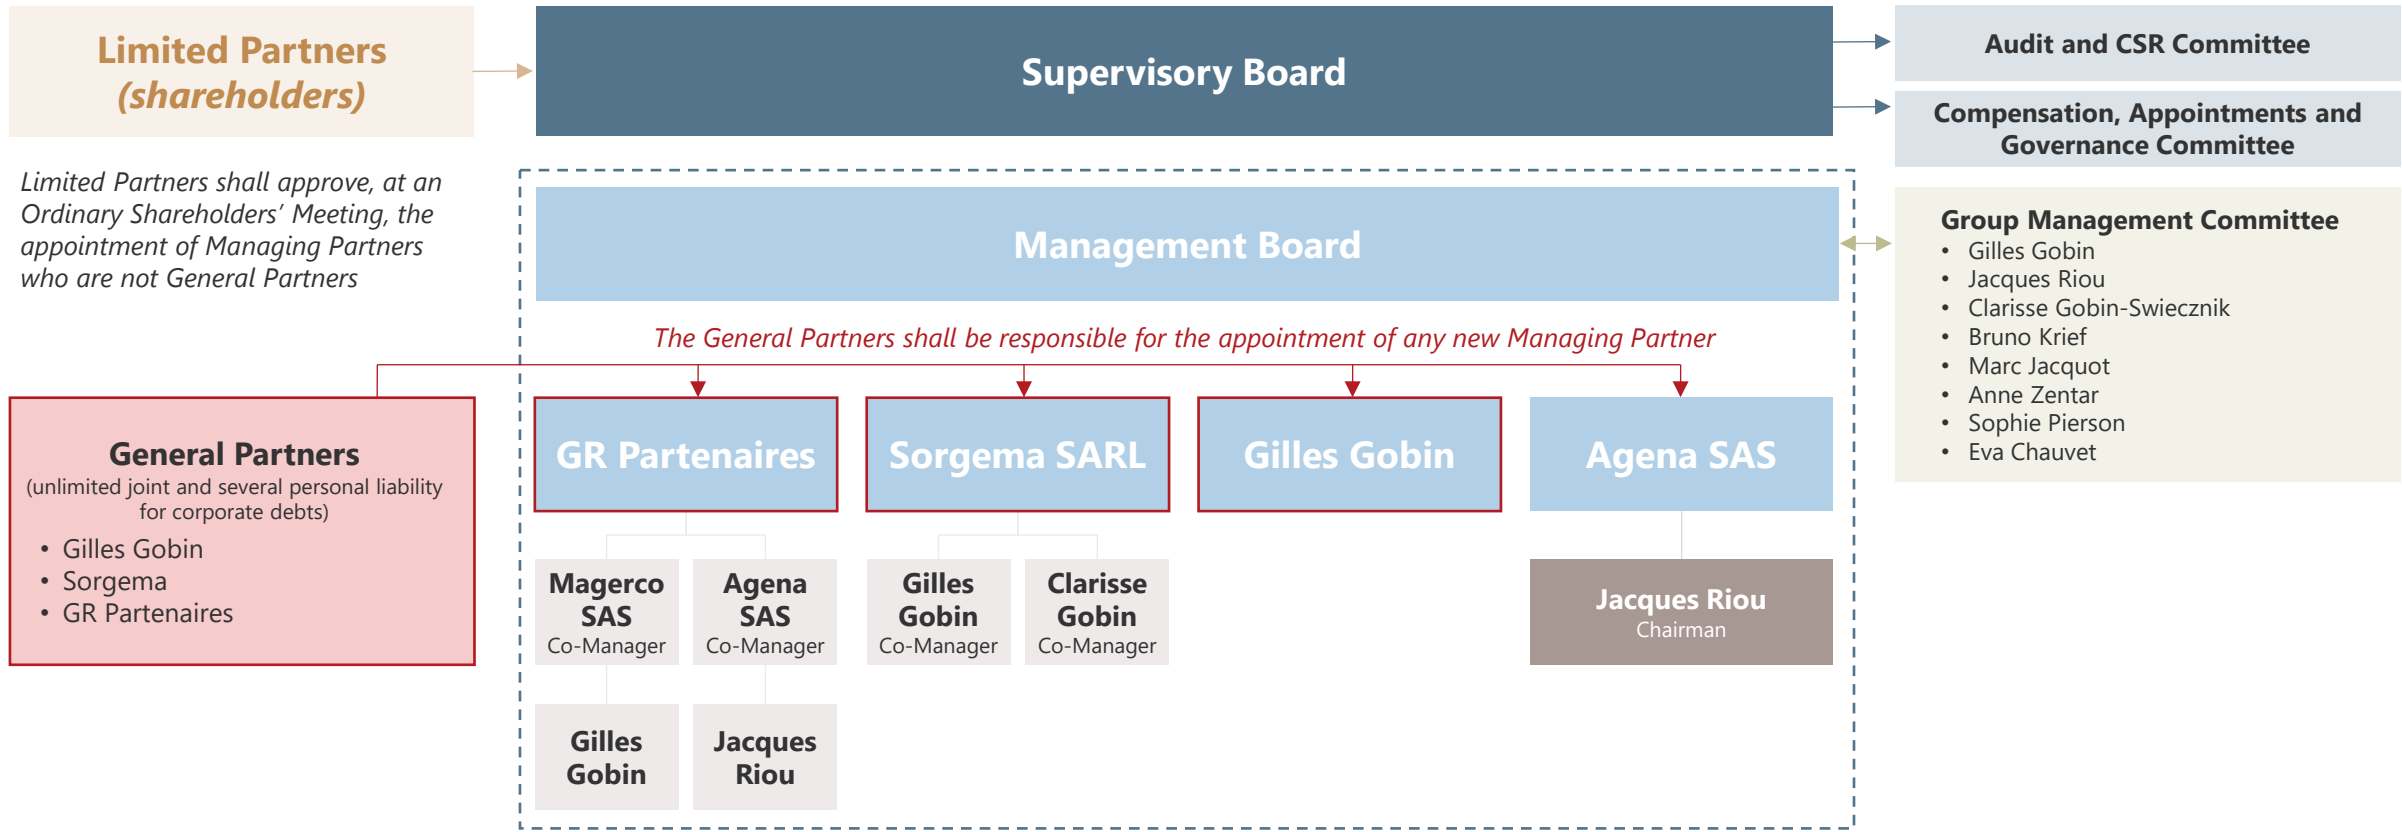 Limited Partners
(shareholders)
Supervisory Board
Audit and CSR Committee
Compensation, Appointments and
Governance Committee
Limited Partners shall approve, at an
Ordinary Shareholders’ Meeting, the
appointment of Managing Partners
who are not General Partners
Management Board
Group Management Committee
• Gilles Gobin
• Jacques Riou
• Clarisse Gobin-Swiecznik
• Bruno Krief
• Marc Jacquot
• Anne Zentar
• Sophie Pierson
• Eva Chauvet
The General Partners shall be responsible for the appointment of any new Managing Partner
General Partners
(unlimited joint and several personal liability
for corporate debts)
• Gilles Gobin
• Sorgema
• GR Partenaires
GR Partenaires
Sorgema SARL
Gilles Gobin
Agena SAS
Magerco
SAS
Co-Manager
Agena
SAS
Co-Manager
Gilles
Gobin
Co-Manager
Clarisse
Gobin
Co-Manager
Jacques Riou
Chairman
Gilles
Gobin
Jacques
Riou